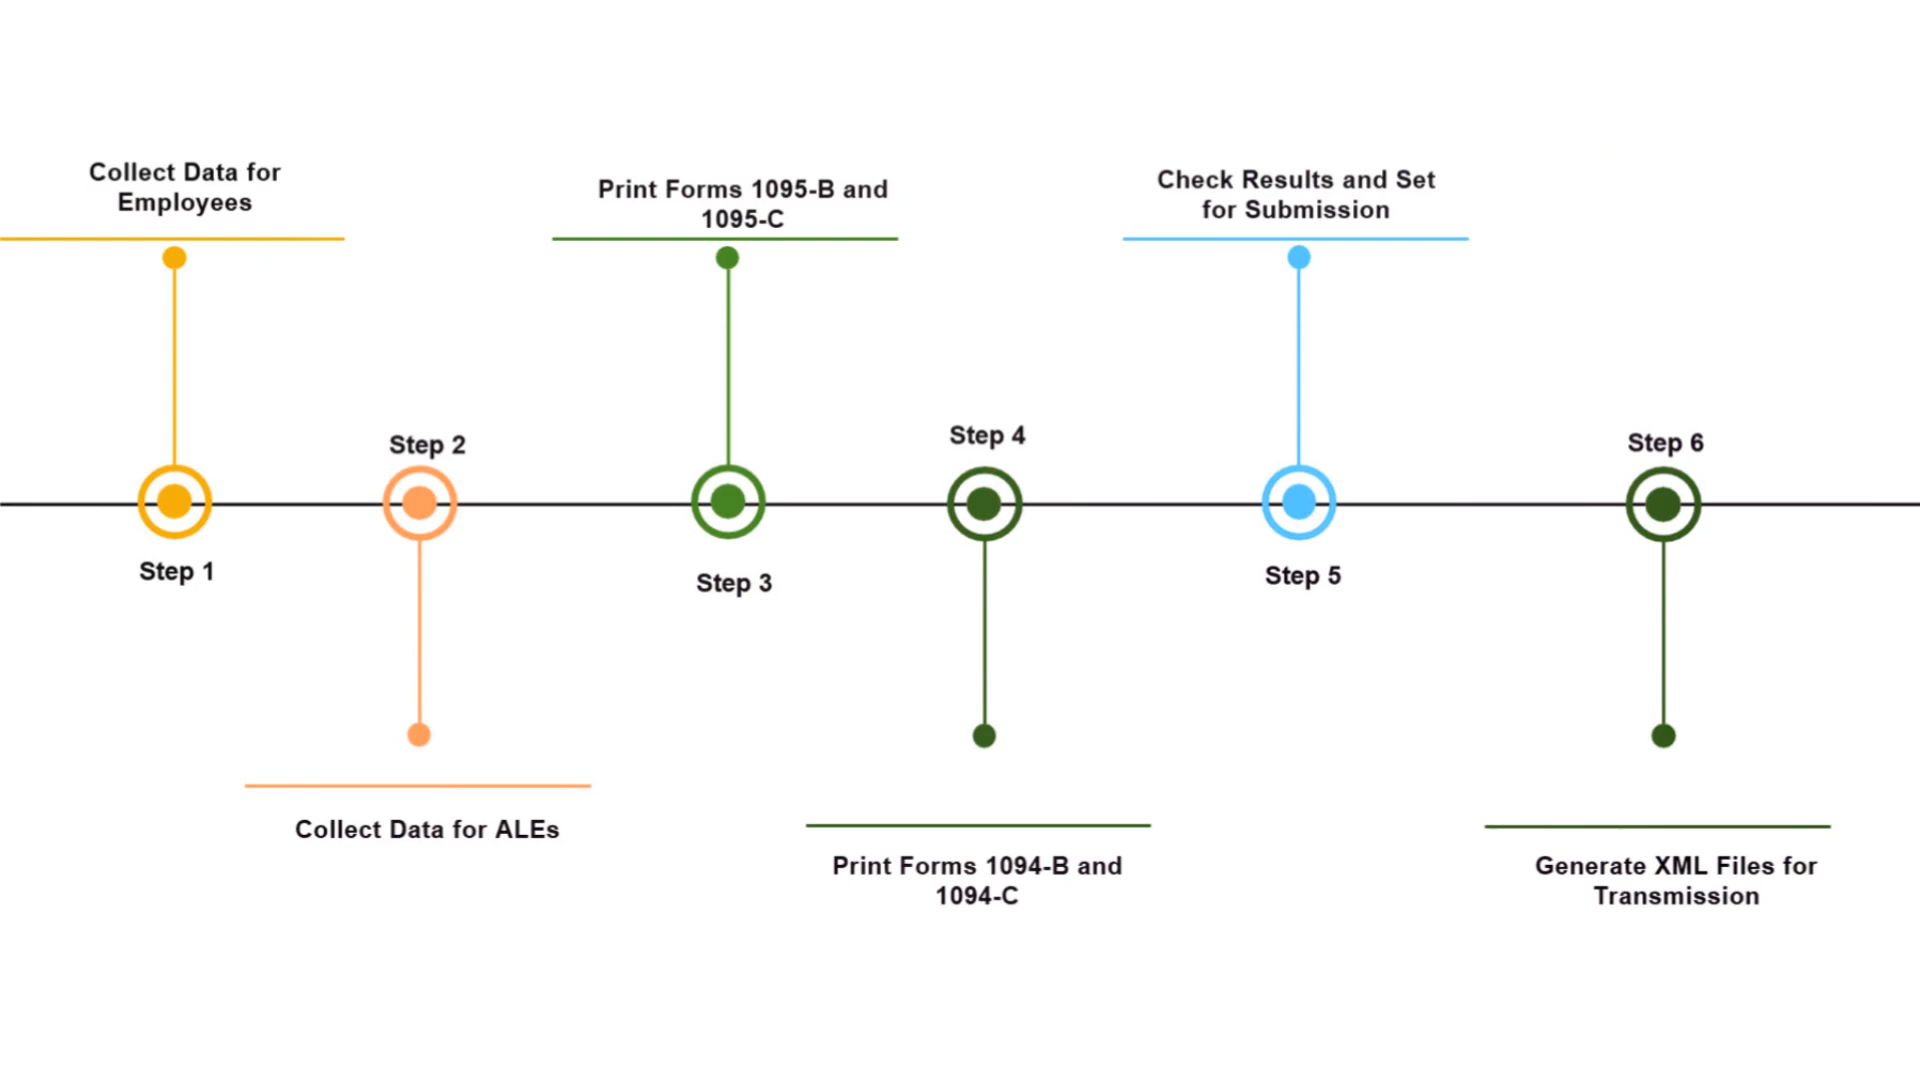 Collect Data for
Employees
Step 1
Step 2
Collect Data for ALEs
Print Forms 1095-B and
1095-C
Step 3
Step 4
Print Forms 1094-B and
1094-C
Check Results and Set
for Submission
Step 5
Step 6
Generate XML Files for
Transmission